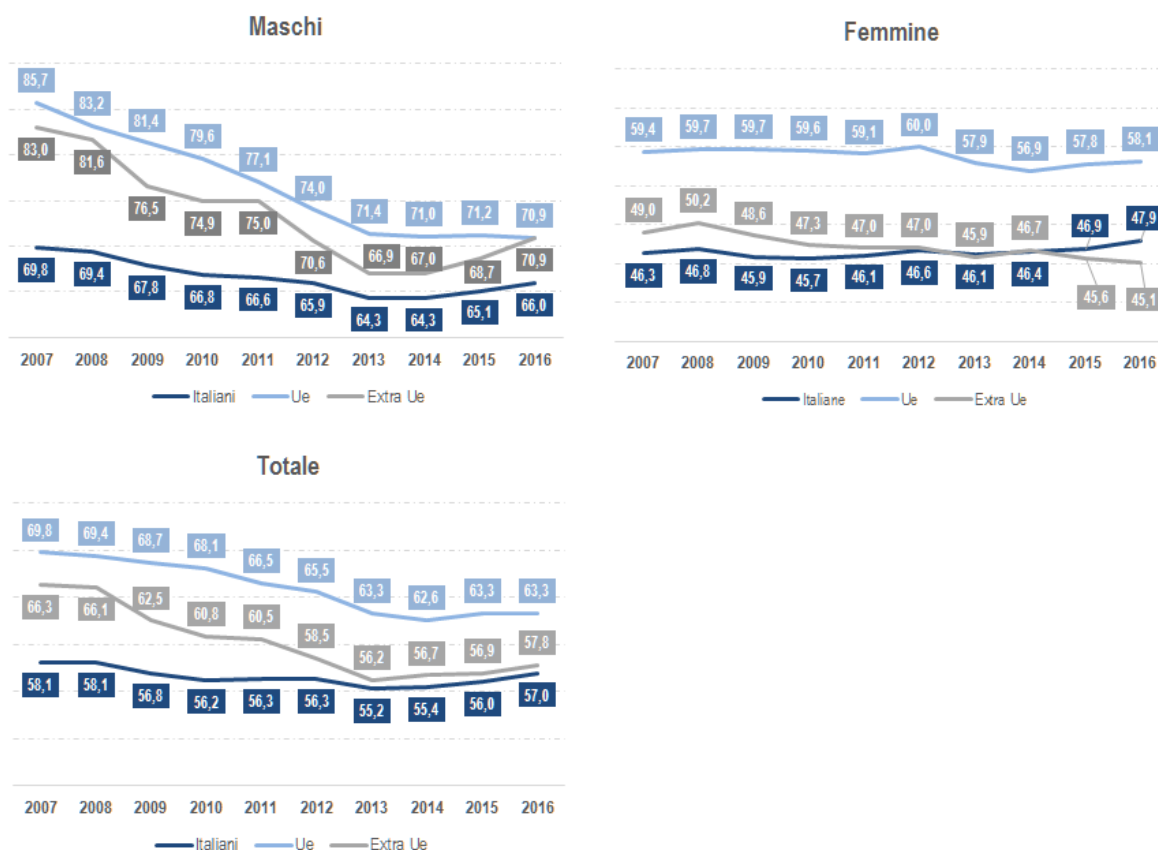 Maschi
85,7 83,2 81,4 79,6 77,1 74,0 71,4 71,0 71,2 70,9
83,0 81,6 76,5 74,9 75,0 70,6 66,9 67,0 68,7 70,9
69,8 69,4 67,8 66,8 66,6 65,9 64,3 64,3 65,1 66,0
2007 2008 2009 2010 2011 2012 2013 2014 2015 2016
Italiani Ue Extra Ue
Femmine
59,4 59,7 59,7 59,6 59,1 60,0 57,9 56,9 57,8 58,1
49,0 50,2 48,6 47,3 47,0 47,0 45,9 46,7 46,9 47,9
46,3 46,8 45,9 45,7 46,1 46,6 46,1 46,4 45,6 45,1
2007 2008 2009 2010 2011 2012 2013 2014 2015 2016
Italiane Ue Extra Ue
Totale
69,8 69,4 68,7 68,1 66,5 65,5 63,3 62,6 63,3 63,3
66,3 66,1 62,5 60,8 60,5 58,5 56,2 56,7 56,9 57,8
58,1 58,1 56,8 56,2 56,3 56,3 55,2 55,4 56,0 57,0
2007 2008 2009 2010 2011 2012 2013 2014 2015 2016
Italiani Ue Extra Ue